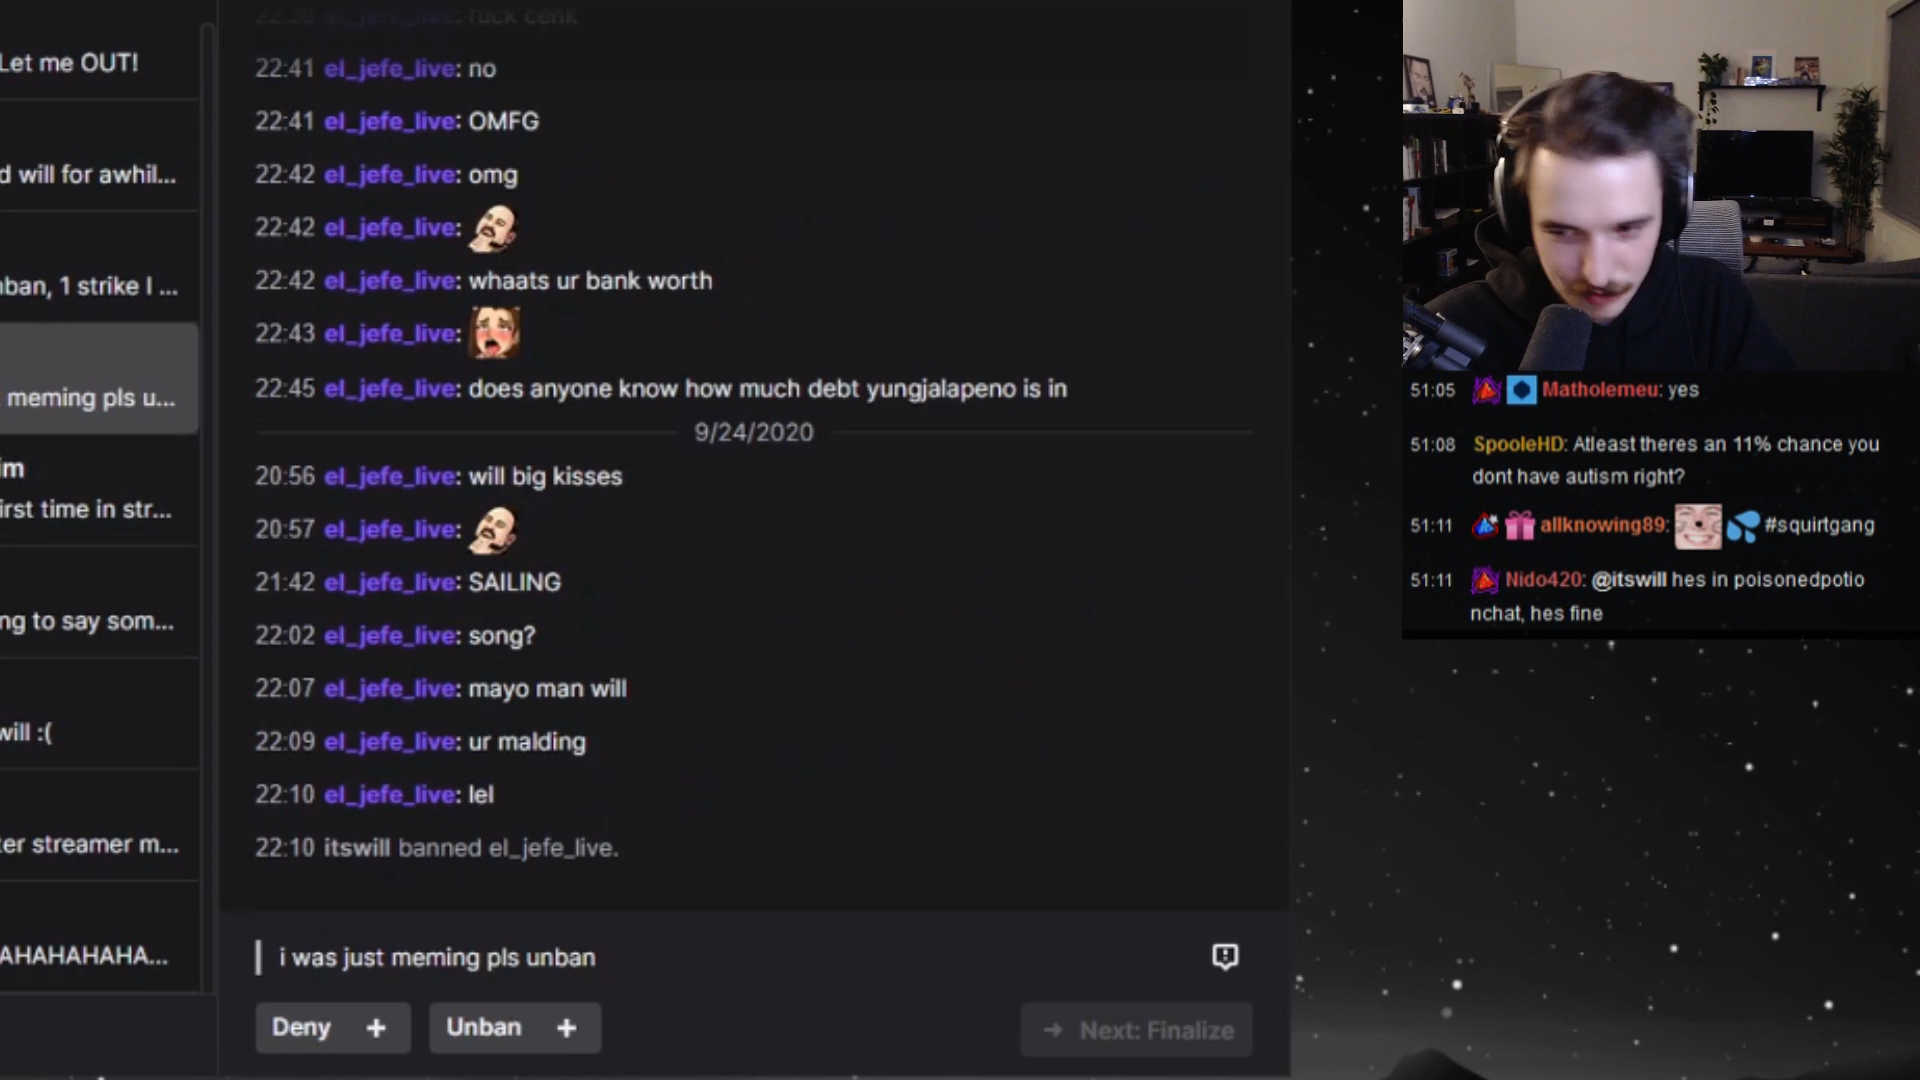 Let me OUT!
d will for awhil...
nban, 1 strike I ...
meming pls u...
im
irst time in str...
ng to say som...
will :(
ter streamer m...
AHAHAHAHA...
22:38 el_jefe_live: fuck cenk
22:41 el_jefe_live: no
22:41 el_jefe_live: OMFG
22:42 el_jefe_live: omg
22:42 el_jefe_live:
22:42 el_jefe_live: whaats ur bank worth
22:43 el_jefe_live:
22:45 el_jefe_live: does anyone know how much debt yungjalapeno is in
9/24/2020
20:56 el_jefe_live: will big kisses
20:57 el_jefe_live:
21:42 el_jefe_live: SAILING
22:02 el_jefe_live: song?
22:07 el_jefe_live: mayo man will
22:09 el_jefe_live: ur malding
22:10 el_jefe_live: lel
22:10 itswill banned el_jefe_live.
i was just meming pls unban
Deny +
Unban +
→ Next: Finalize
51:05 Matholemeu: yes
51:08 SpooleHD: Atleast theres an 11% chance you
dont have autism right?
51:11 allknowing89: #squirtgang
51:11 Nido420: @itswill hes in poisonedpotio
nchat, hes fine